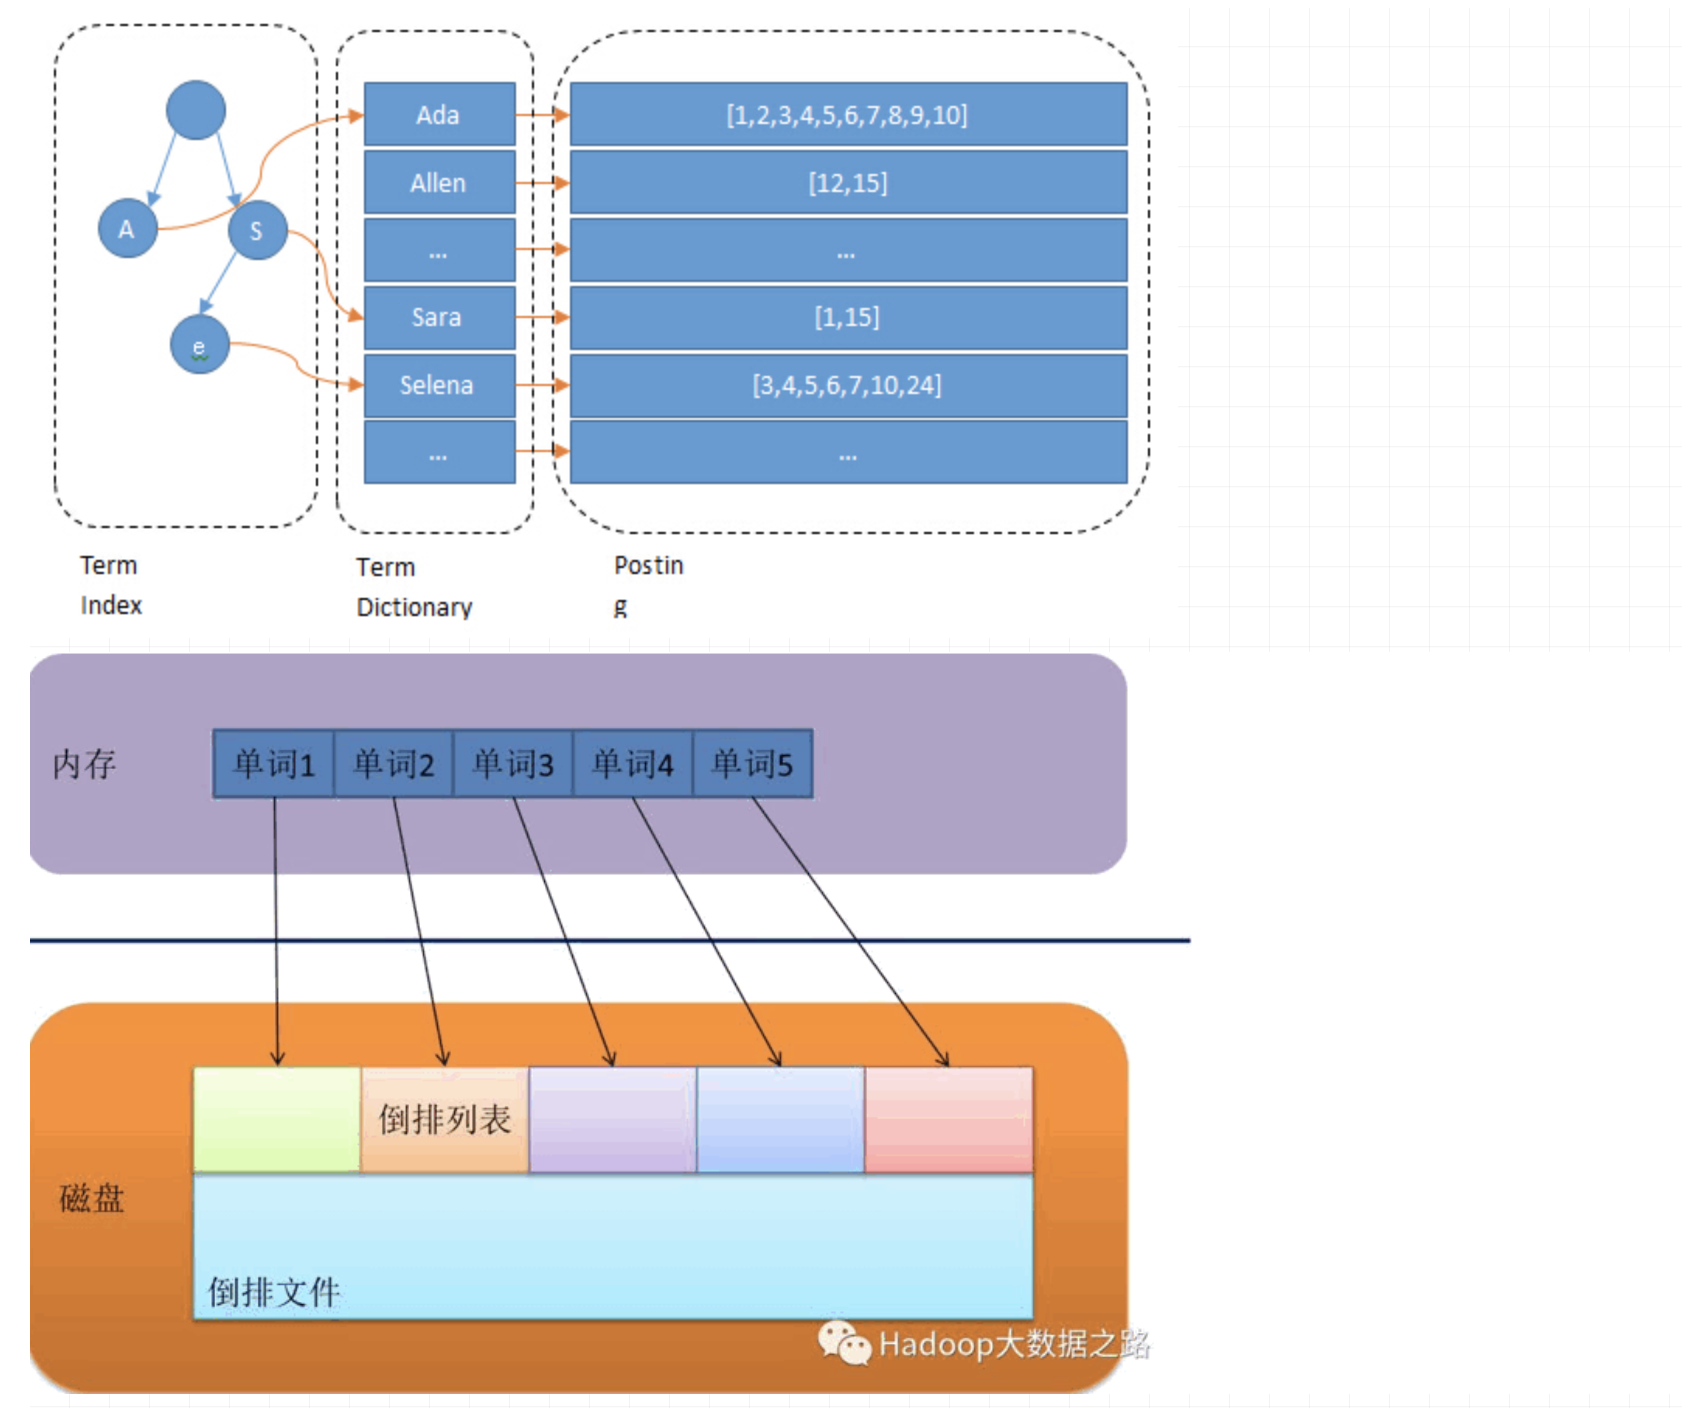 A
S
e
Ada
[1,2,3,4,5,6,7,8,9,10]
Allen
[12,15]
...
...
Sara
[1,15]
Selena
[3,4,5,6,7,10,24]
...
...
Term
Index
Term
Dictionary
Postin
g
内存
单词1
单词2
单词3
单词4
单词5
倒排列表
磁盘
倒排文件
Hadoop大数据之路